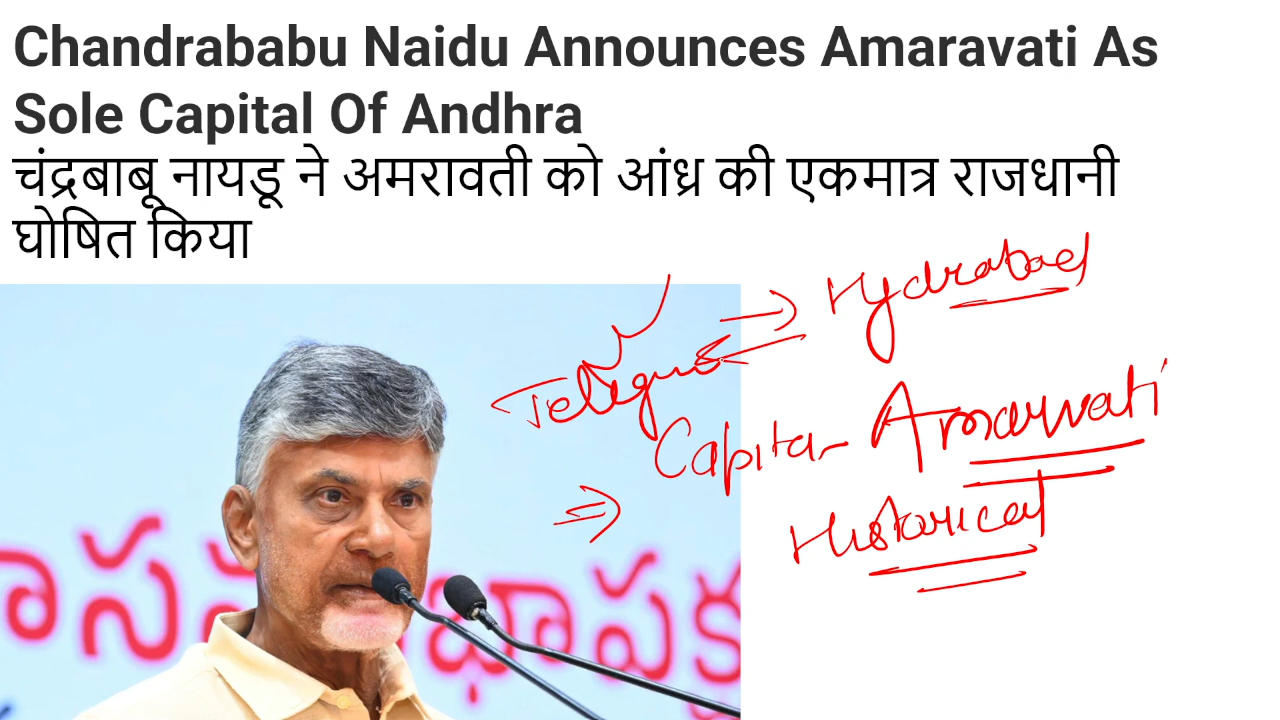 Chandrababu Naidu Announces Amaravati As
Sole Capital Of Andhra
चंद्रबाबू नायडू ने अमरावती को आंध्र की एकमात्र राजधानी
घोषित किया
Hydrabad
Telegu
Capital Amarvati
Historical